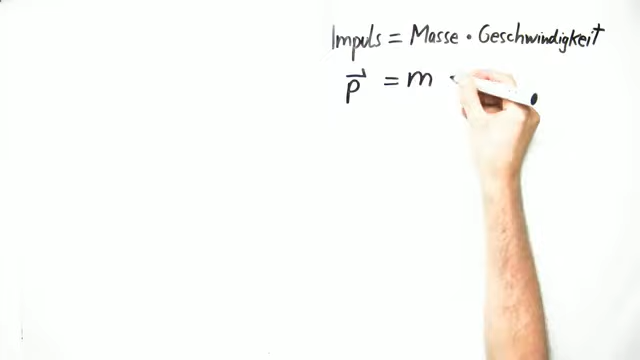 Impuls = Masse · Geschwindigkeit
p⃗ = m ·